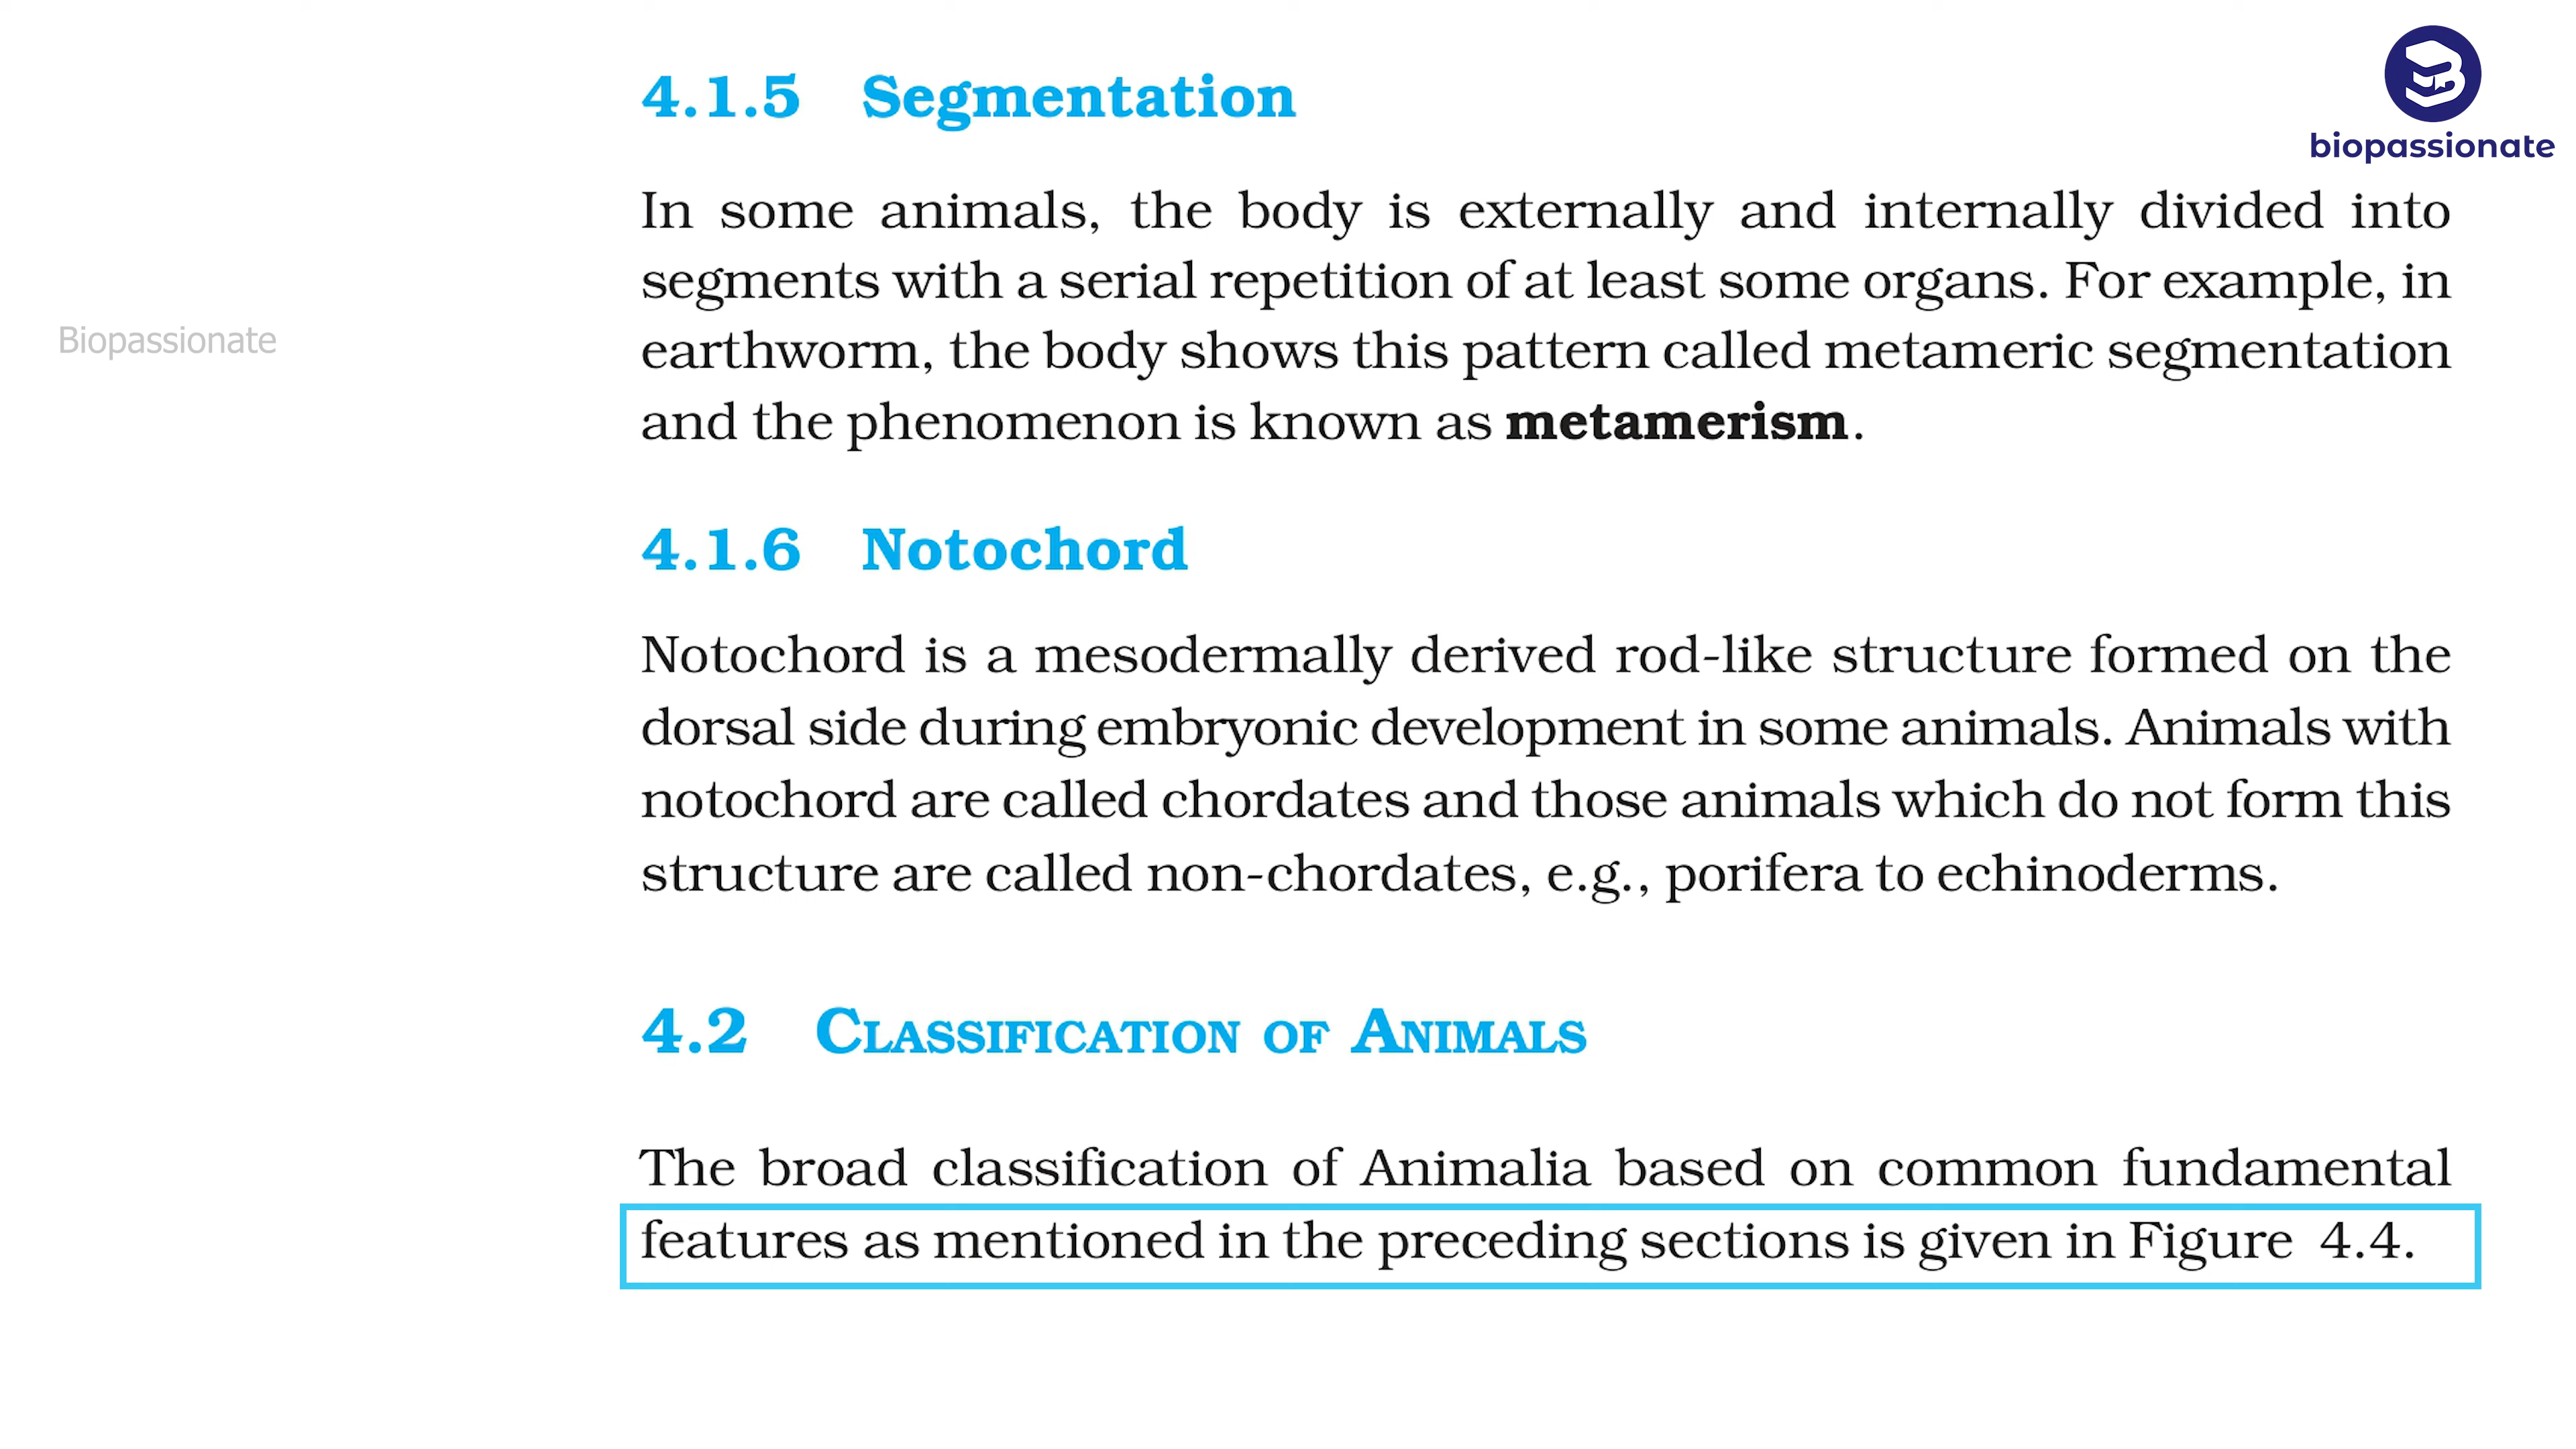 biopassionate
4.1.5 Segmentation
In some animals, the body is externally and internally divided into
segments with a serial repetition of at least some organs. For example, in
earthworm, the body shows this pattern called metameric segmentation
and the phenomenon is known as metamerism.
Biopassionate
4.1.6 Notochord
Notochord is a mesodermally derived rod-like structure formed on the
dorsal side during embryonic development in some animals. Animals with
notochord are called chordates and those animals which do not form this
structure are called non-chordates, e.g., porifera to echinoderms.
4.2 CLASSIFICATION OF ANIMALS
The broad classification of Animalia based on common fundamental
features as mentioned in the preceding sections is given in Figure 4.4.